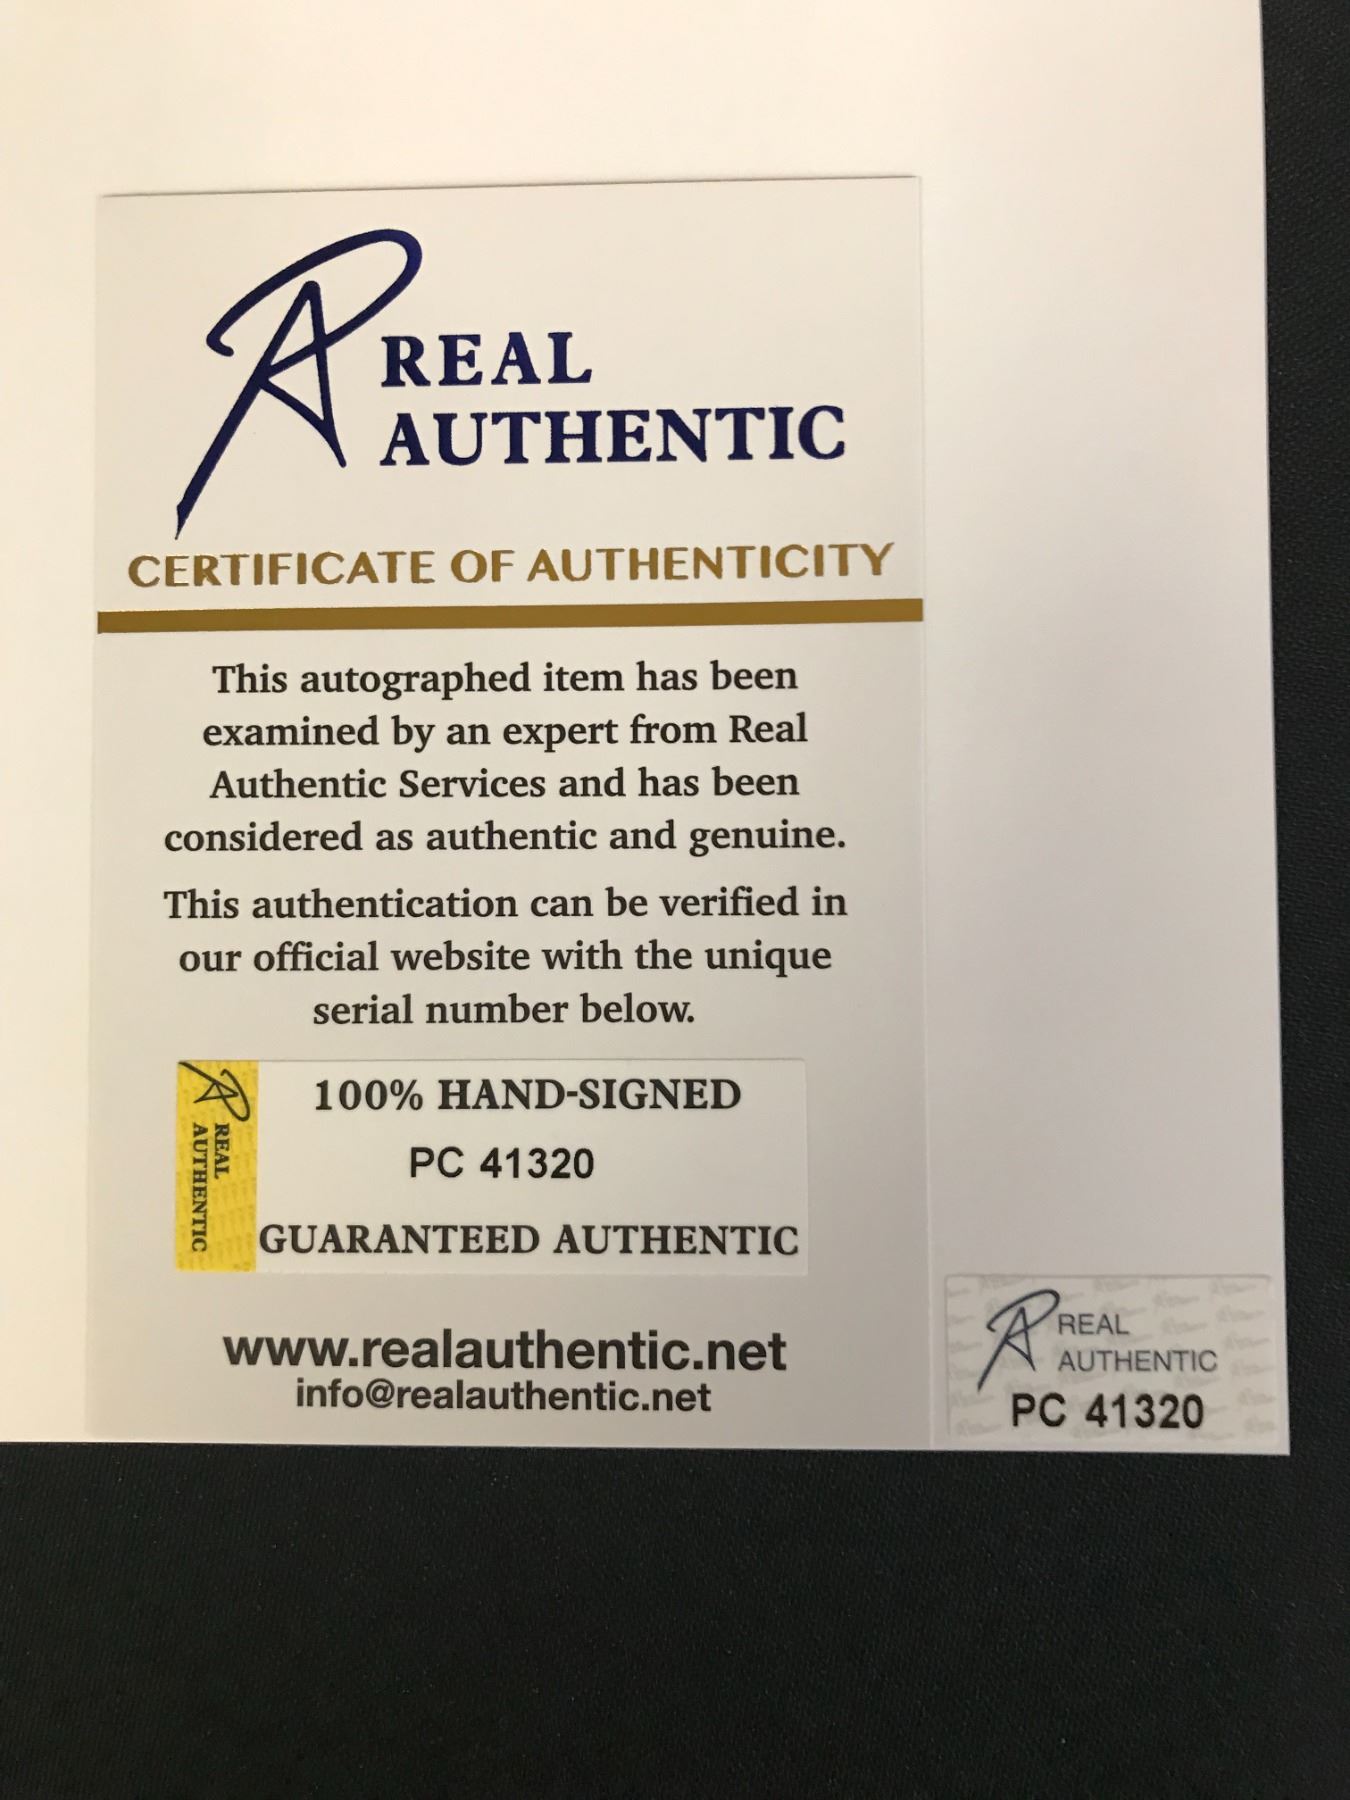 REAL
AUTHENTIC
CERTIFICATE OF AUTHENTICITY
This autographed item has been
examined by an expert from Real
Authentic Services and has been
considered as authentic and genuine.
This authentication can be verified in
our official website with the unique
serial number below.
REAL
AUTHENTIC
100% HAND-SIGNED
PC 41320
GUARANTEED AUTHENTIC
www.realauthentic.net
info@realauthentic.net
REAL
AUTHENTIC
PC 41320